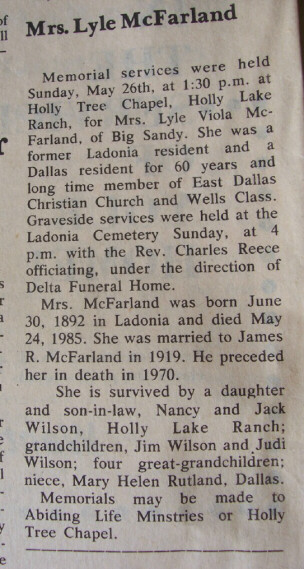 Mrs. Lyle McFarland
Memorial services were held
Sunday, May 26th, at 1:30 p.m. at
Holly Tree Chapel, Holly Lake
Ranch, for Mrs. Lyle Viola Mc-
Farland, of Big Sandy. She was a
former Ladonia resident and a
Dallas resident for 60 years and
long time member of East Dallas
Christian Church and Wells Class.
Graveside services were held at the
Ladonia Cemetery Sunday, at 4
p.m. with the Rev. Charles Reece
officiating, under the direction of
Delta Funeral Home.
Mrs. McFarland was born June
30, 1892 in Ladonia and died May
24, 1985. She was married to James
R. McFarland in 1919. He preceded
her in death in 1970.
She is survived by a daughter
and son-in-law, Nancy and Jack
Wilson, Holly Lake Ranch;
grandchildren, Jim Wilson and Judi
Wilson; four great-grandchildren;
niece, Mary Helen Rutland, Dallas.
Memorials may be made to
Abiding Life Minstries or Holly
Tree Chapel.